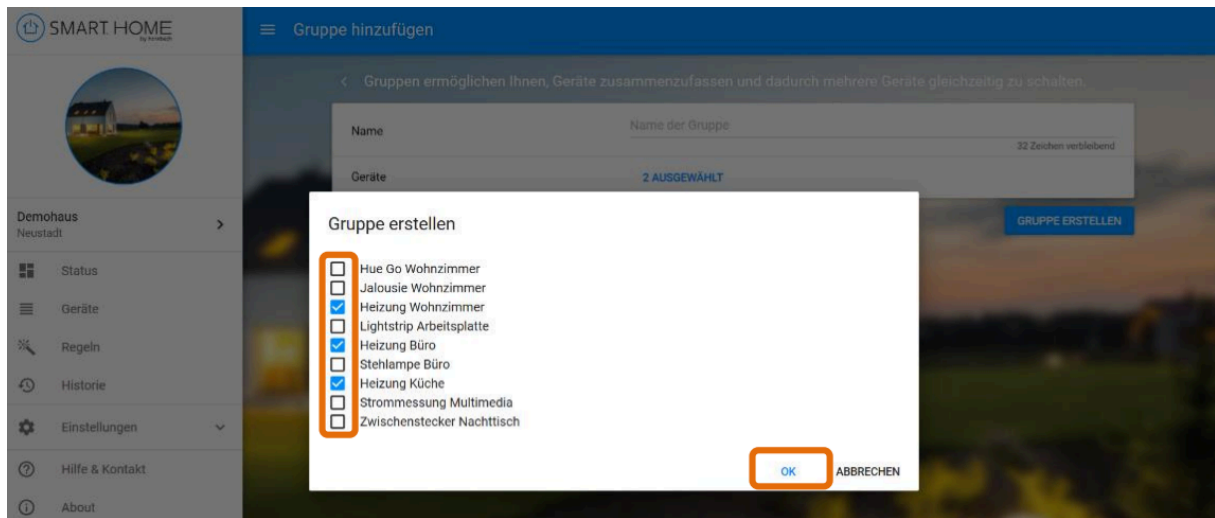 SMART HOME
by hornbach
Gruppe hinzufügen
Gruppen ermöglichen Ihnen, Geräte zusammenzufassen und dadurch mehrere Geräte gleichzeitig zu schalten.
Name
Name der Gruppe
32 Zeichen verbleibend
Geräte
2 AUSGEWÄHLT
GRUPPE ERSTELLEN
Demohaus
Neustadt
Status
Geräte
Regeln
Historie
Einstellungen
Hilfe & Kontakt
About
Gruppe erstellen
Hue Go Wohnzimmer
Jalousie Wohnzimmer
Heizung Wohnzimmer
Lightstrip Arbeitsplatte
Heizung Büro
Stehlampe Büro
Heizung Küche
Strommessung Multimedia
Zwischenstecker Nachttisch
OK ABBRECHEN